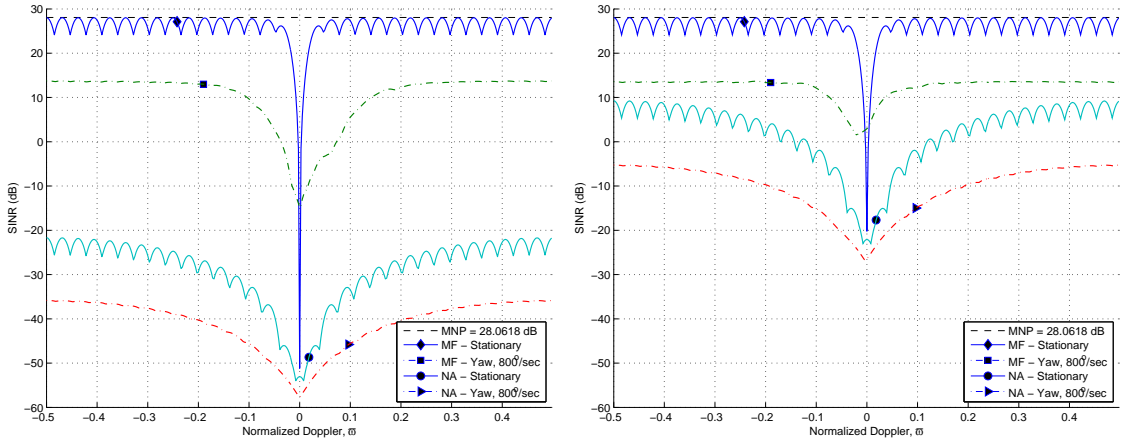 30
20
10
0
−10
−20
−30
−40
−50
−60
SINR (dB)
−0.5 −0.4 −0.3 −0.2 −0.1 0 0.1 0.2 0.3 0.4
Normalized Doppler, ϖ
MNP = 28.0618 dB
MF − Stationary
MF − Yaw, 800°/sec
NA − Stationary
NA − Yaw, 800°/sec
30
20
10
0
−10
−20
−30
−40
−50
−60
SINR (dB)
−0.5 −0.4 −0.3 −0.2 −0.1 0 0.1 0.2 0.3 0.4
Normalized Doppler, ϖ
MNP = 28.0618 dB
MF − Stationary
MF − Yaw, 800°/sec
NA − Stationary
NA − Yaw, 800°/sec